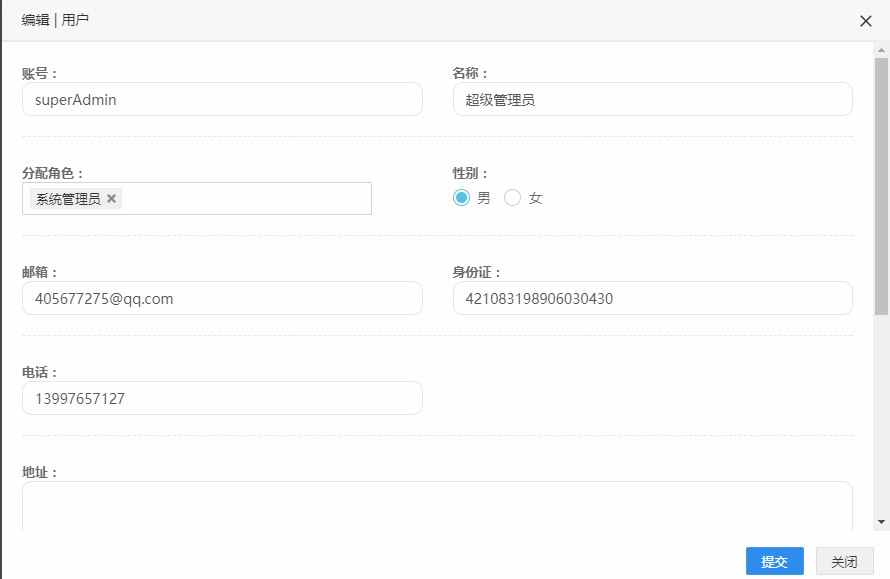 编辑 | 用户
账号：
名称：
superAdmin
超级管理员
分配角色：
性别：
系统管理员 ×
男
女
邮箱：
身份证：
405677275@qq.com
421083198906030430
电话：
13997657127
地址：
提交
关闭